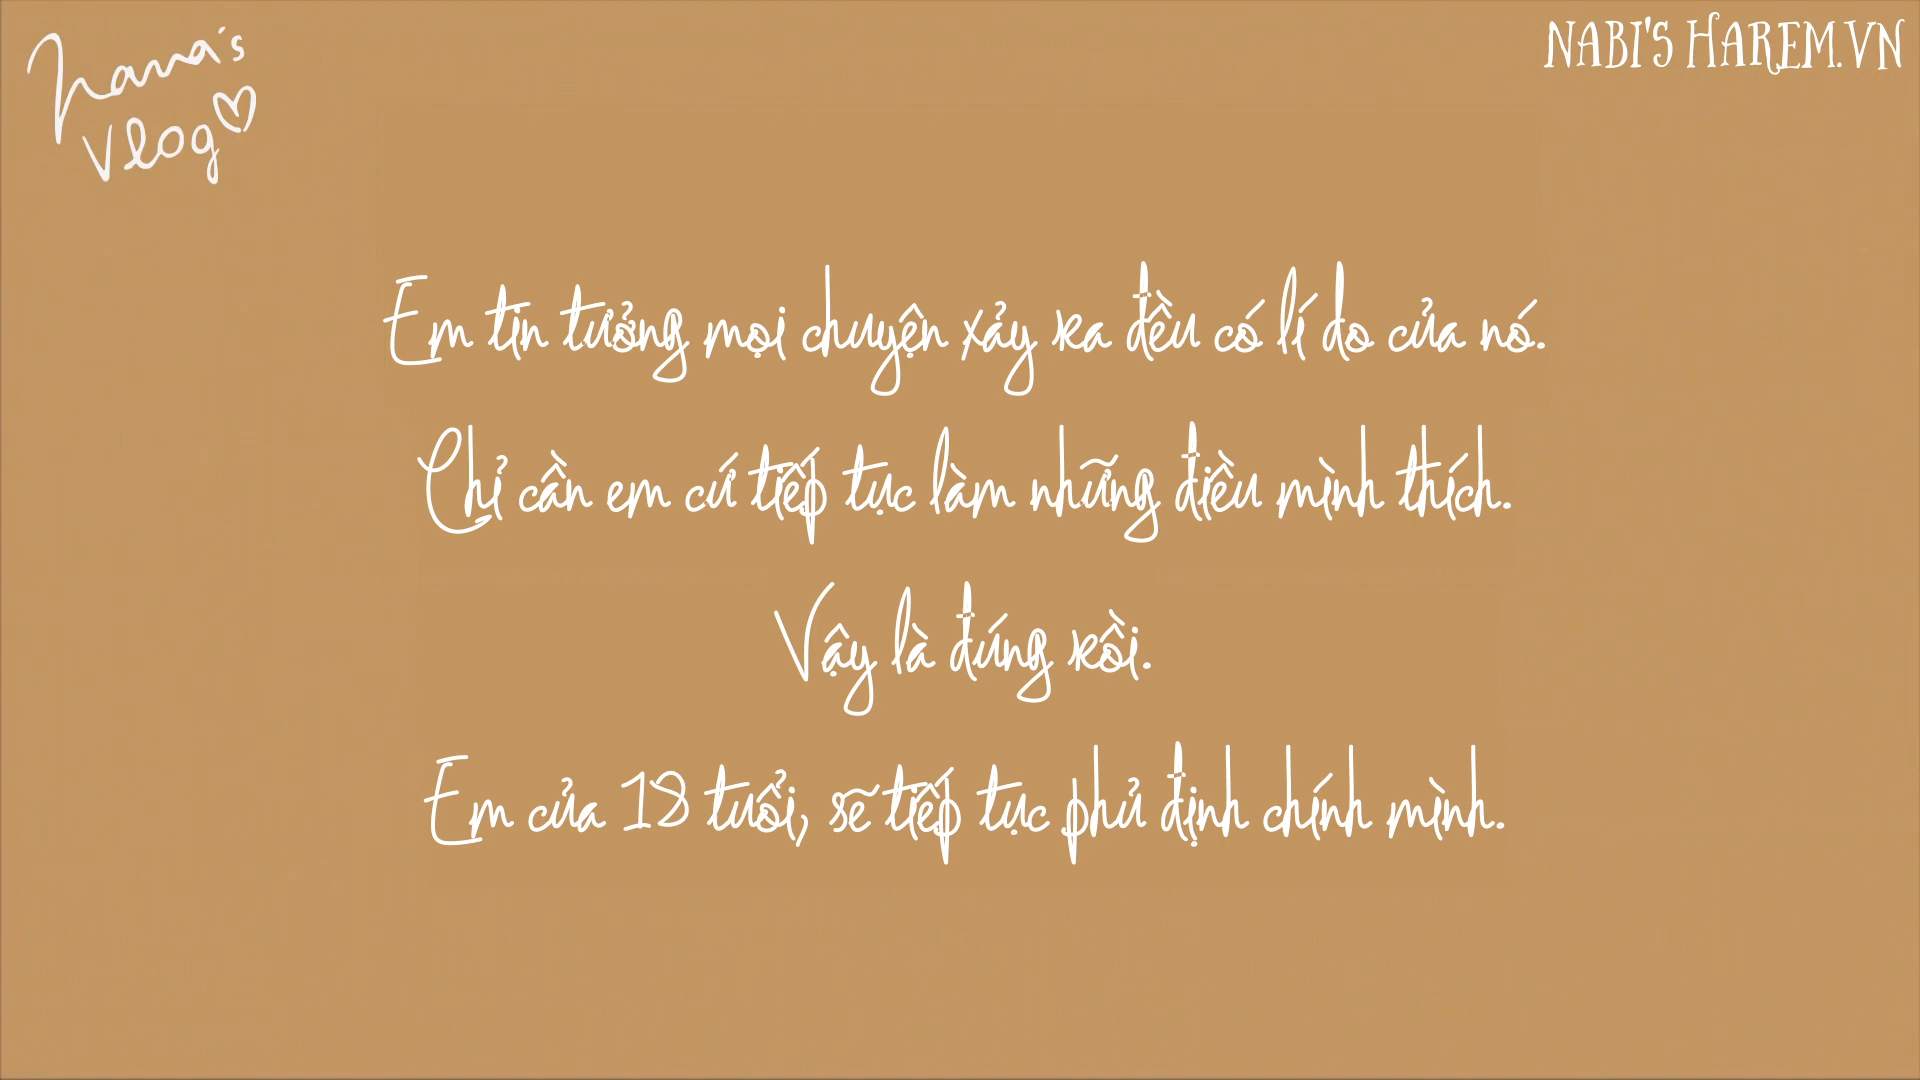 nana's
vlog
NABI'S HAREM.VN
Em tin tưởng mọi chuyện xảy ra đều có lí do của nó.
Chỉ cần em cứ tiếp tục làm những điều mình thích.
Vậy là đúng rồi.
Em của 18 tuổi, sẽ tiếp tục phủ định chính mình.